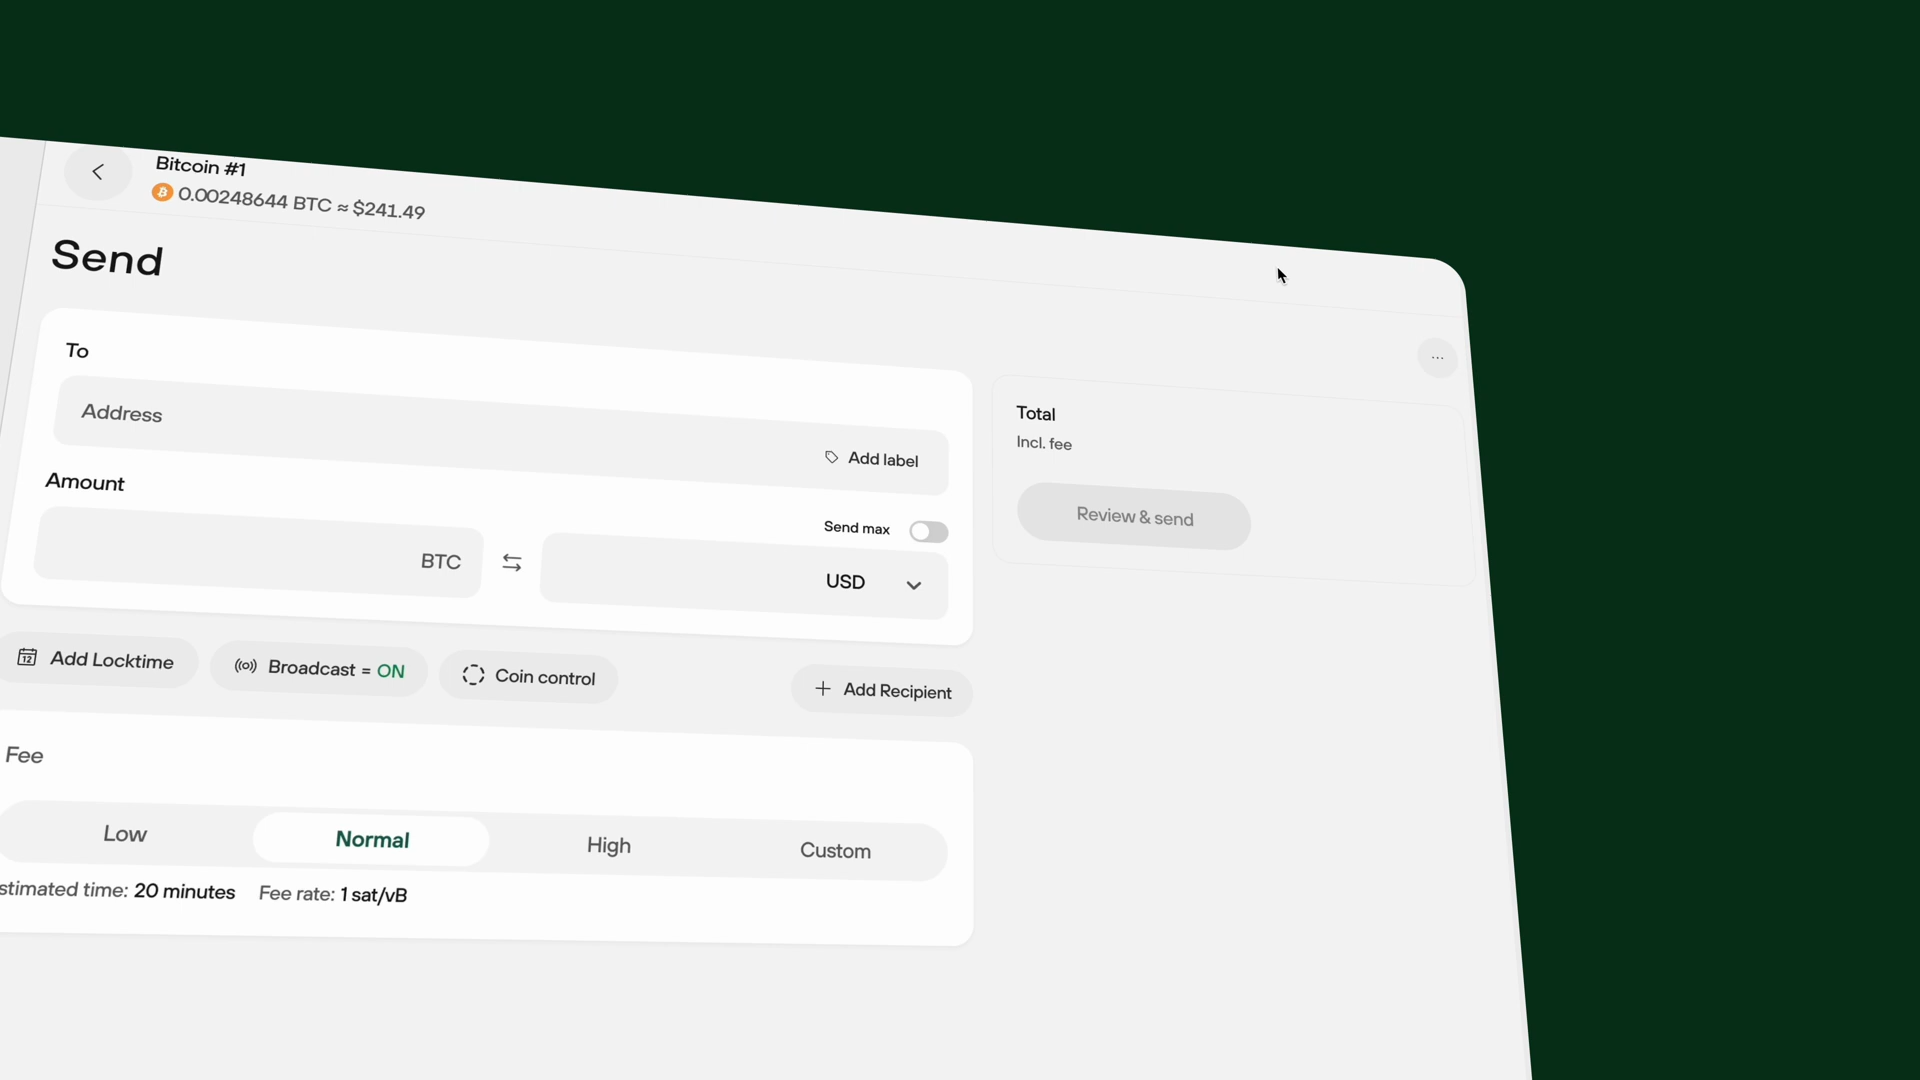 Bitcoin #1
0.00248644 BTC ≈ $241.49
Send
To
Address
Add label
Amount
Send max
BTC
USD
Add Locktime
Broadcast = ON
Coin control
Add Recipient
Fee
Low
Normal
High
Custom
stimated time: 20 minutes Fee rate: 1 sat/vB
Total
Incl. fee
Review & send
12